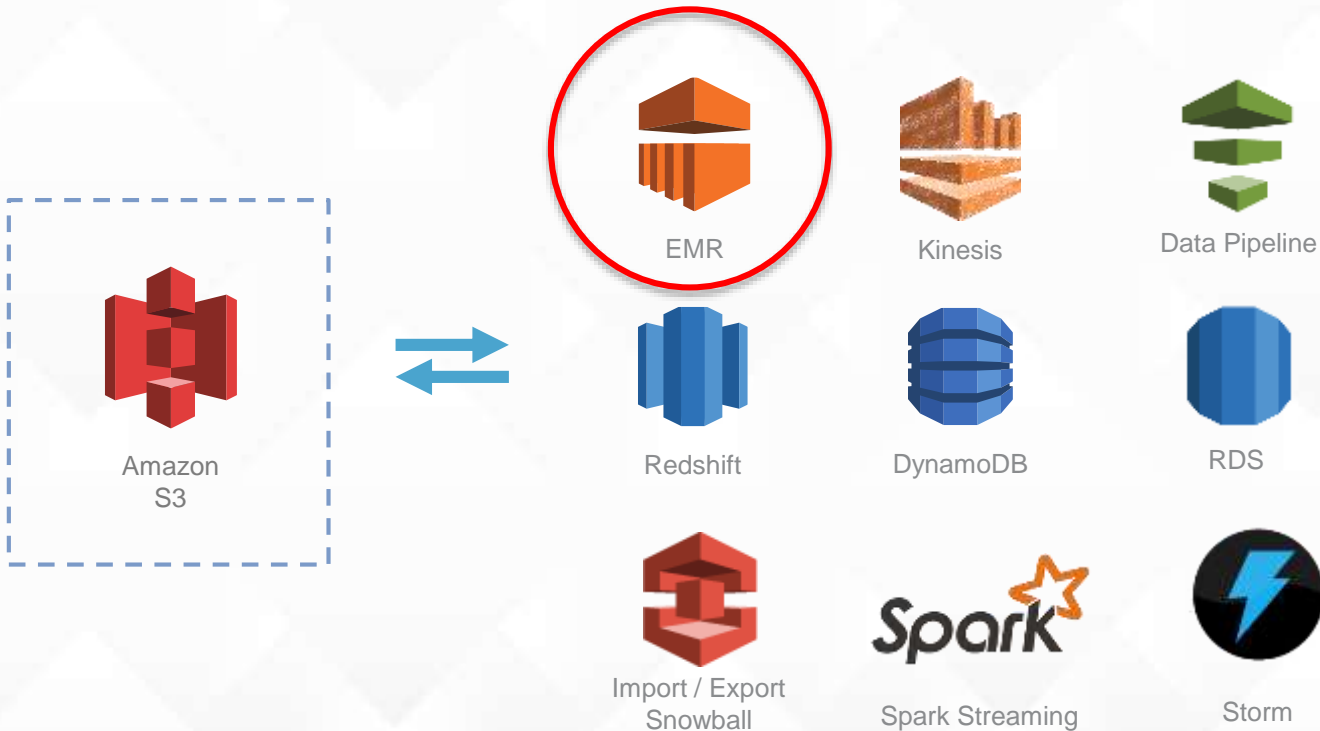 EMR
Kinesis
Data Pipeline
Amazon
S3
Redshift
DynamoDB
RDS
Spark
Import / Export
Snowball
Spark Streaming
Storm